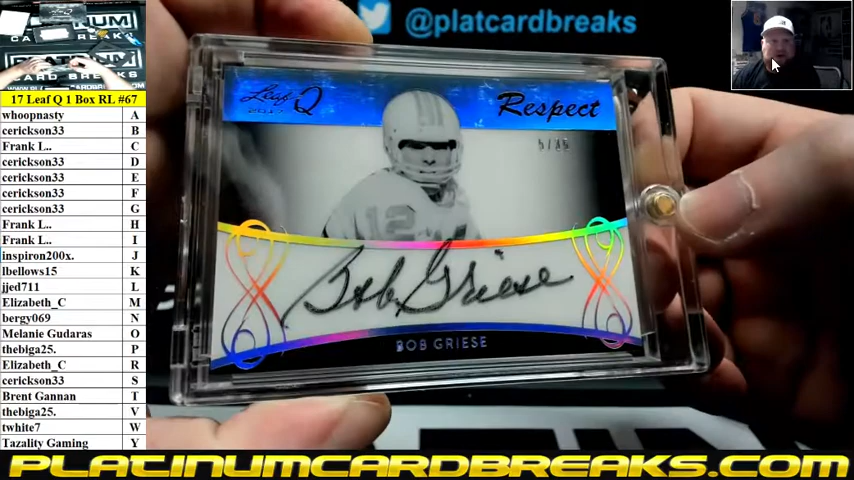 @platcardbreaks
17 Leaf Q 1 Box RL #67
whoopnasty A
cerickson33 B
Frank L.. C
cerickson33 D
cerickson33 E
cerickson33 F
cerickson33 G
Frank L.. H
Frank L.. I
inspiron200x. J
lbellows15 K
jjed711 L
Elizabeth_C M
bergy069 N
Melanie Gudaras O
thebiga25. P
Elizabeth_C R
cerickson33 S
Brent Gannan T
thebiga25. V
twhite7 W
Tazality Gaming Y
Leaf Q
Respect
12
Bob Griese
BOB GRIESE
PLATINUMCARDBREAKS.COM